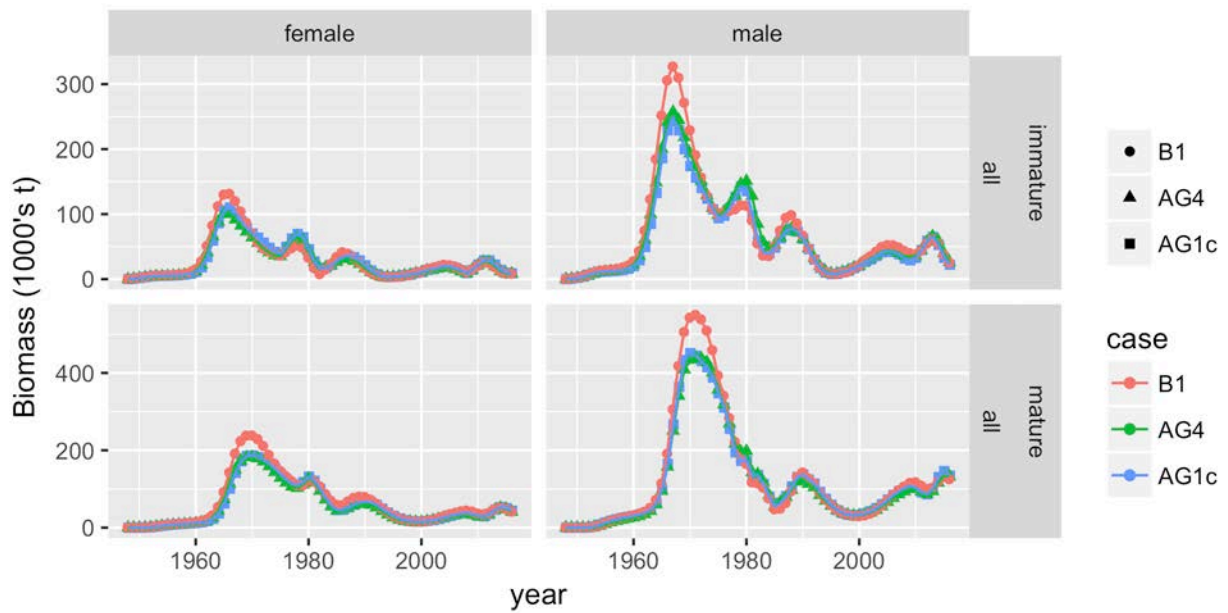 female
male
300
200
100
0
all
immature
400
200
0
all
mature
Biomass (1000's t)
1960
1980
2000
1960
1980
2000
year
B1
AG4
AG1c
case
B1
AG4
AG1c